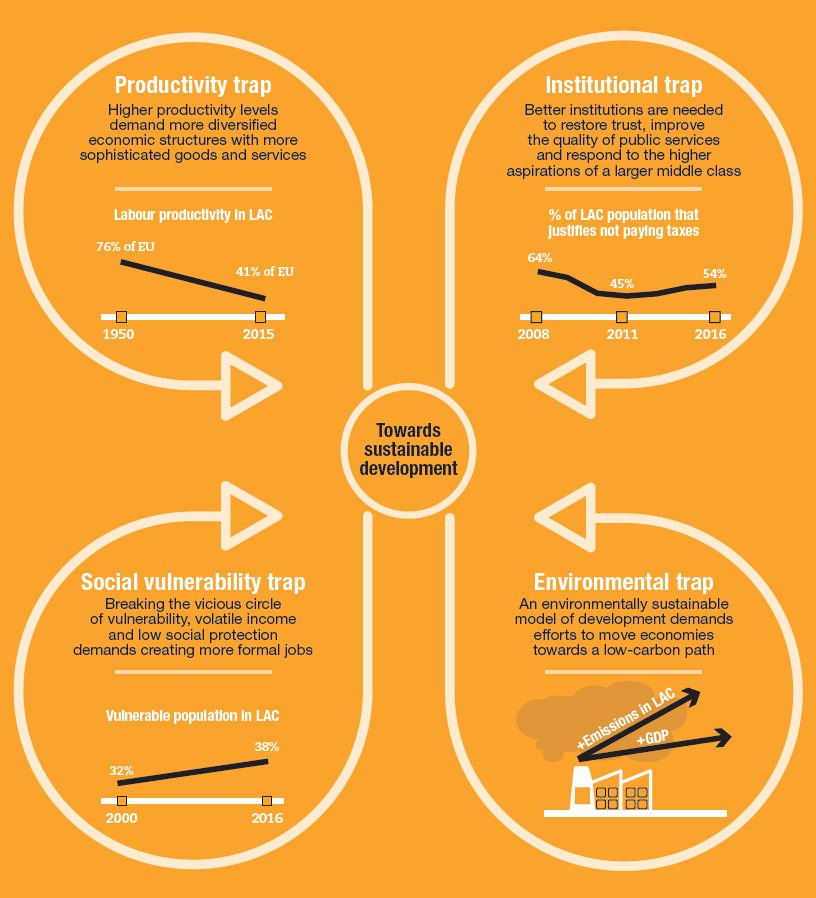 Productivity trap
Higher productivity levels
demand more diversified
economic structures with more
sophisticated goods and services
Labour productivity in LAC
76% of EU
41% of EU
1950
2015
Institutional trap
Better institutions are needed
to restore trust, improve
the quality of public services
and respond to the higher
aspirations of a larger middle class
% of LAC population that
justifies not paying taxes
64%
45%
54%
2008
2011
2016
Towards
sustainable
development
Social vulnerability trap
Breaking the vicious circle
of vulnerability, volatile income
and low social protection
demands creating more formal jobs
Vulnerable population in LAC
32%
38%
2000
2016
Environmental trap
An environmentally sustainable
model of development demands
efforts to move economies
towards a low-carbon path
+Emissions in LAC
+GDP